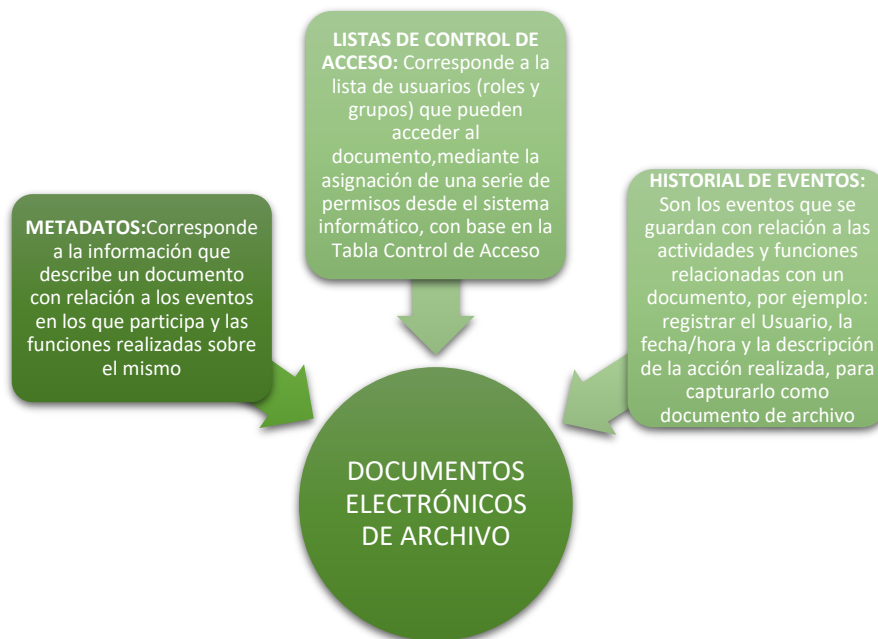 LISTAS DE CONTROL DE
ACCESO: Corresponde a la
lista de usuarios (roles y
grupos) que pueden
acceder al
documento,mediante la
asignación de una serie de
permisos desde el sistema
informático, con base en la
Tabla Control de Acceso
METADATOS:Corresponde
a la información que
describe un documento
con relación a los eventos
en los que participa y las
funciones realizadas sobre
el mismo
HISTORIAL DE EVENTOS:
Son los eventos que se
guardan con relación a las
actividades y funciones
relacionadas con un
documento, por ejemplo:
registrar el Usuario, la
fecha/hora y la descripción
de la acción realizada, para
capturarlo como
documento de archivo
DOCUMENTOS
ELECTRÓNICOS
DE ARCHIVO